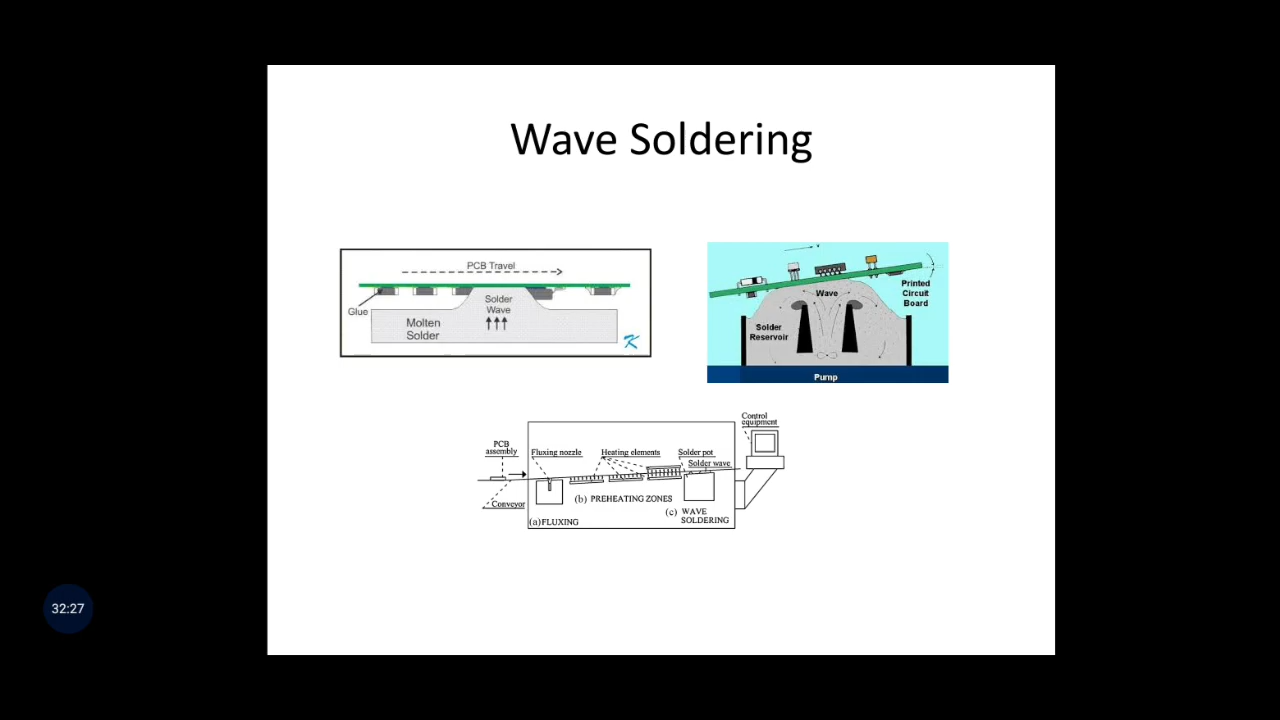 Wave Soldering
PCB Travel
Glue
Solder
Wave
Molten
Solder
K
Wave
Printed
Circuit
Board
Solder
Reservoir
Pump
Control
equipment
PCB
assembly
Fluxing nozzle
Heating elements
Solder pot
Solder wave
Conveyor
(a)FLUXING
(b) PREHEATING ZONES
(c) WAVE
SOLDERING
32:27